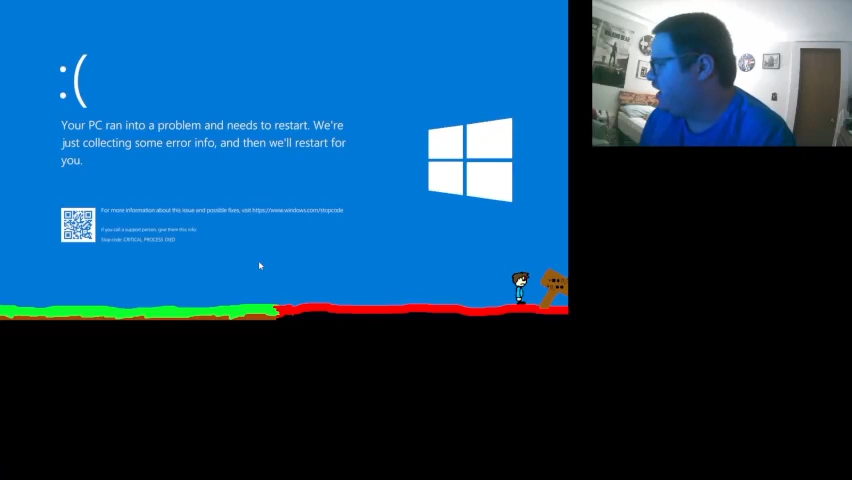 :(
Your PC ran into a problem and needs to restart. We're
just collecting some error info, and then we'll restart for
you.
For more information about this issue and possible fixes, visit https://www.windows.com/stopcode
If you call a support person, give them this info:
Stop code: CRITICAL PROCESS DIED